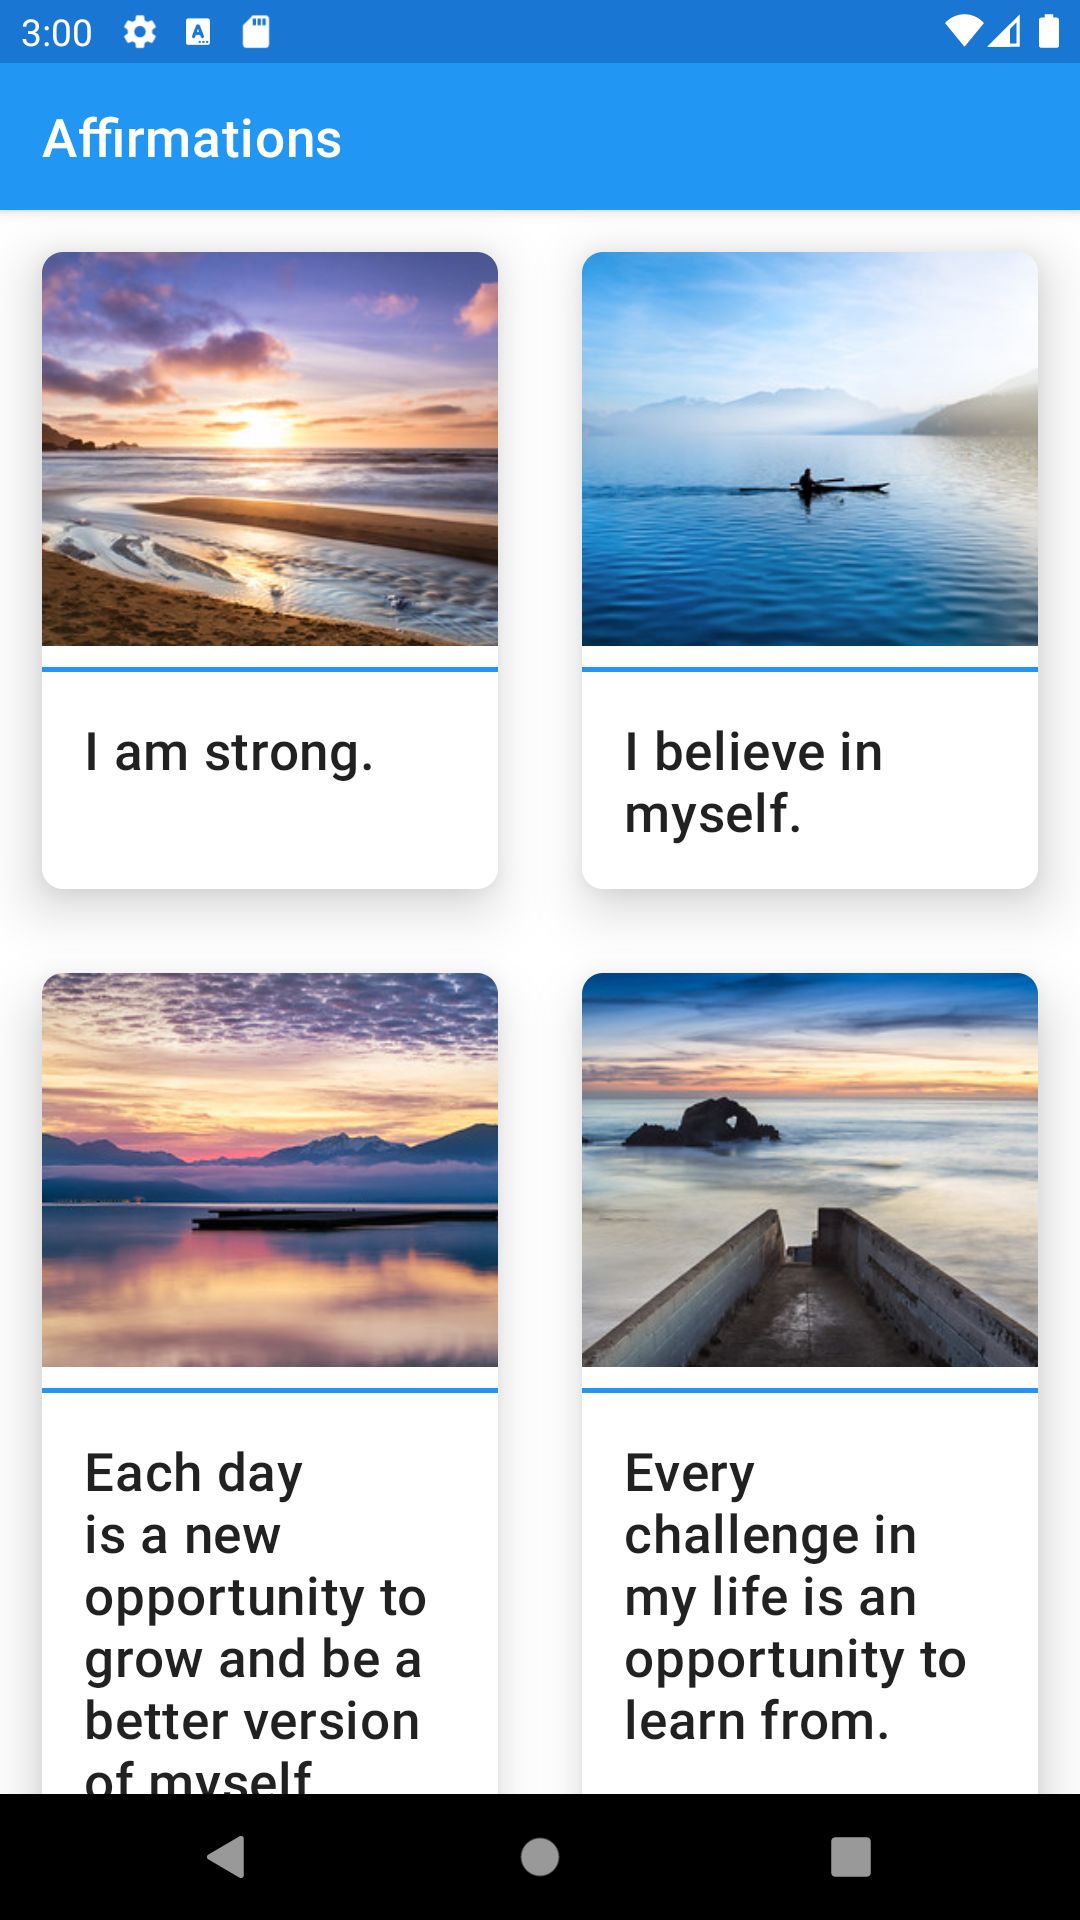 3:00
Affirmations
I am strong.
I believe in
myself.
Each day
is a new
opportunity to
grow and be a
better version
of myself
Every
challenge in
my life is an
opportunity to
learn from.